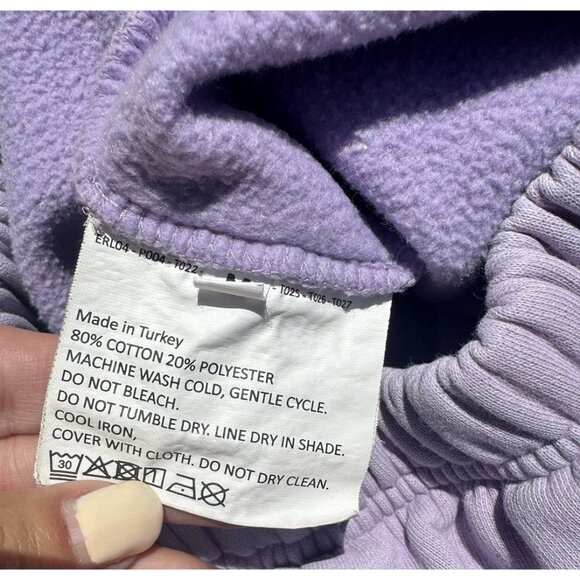 ERL04 - P004 - T022 -
- T025 - T026 - T027
Made in Turkey
80% COTTON 20% POLYESTER
MACHINE WASH COLD, GENTLE CYCLE.
DO NOT BLEACH.
DO NOT TUMBLE DRY. LINE DRY IN SHADE.
COOL IRON,
COVER WITH CLOTH. DO NOT DRY CLEAN.
30